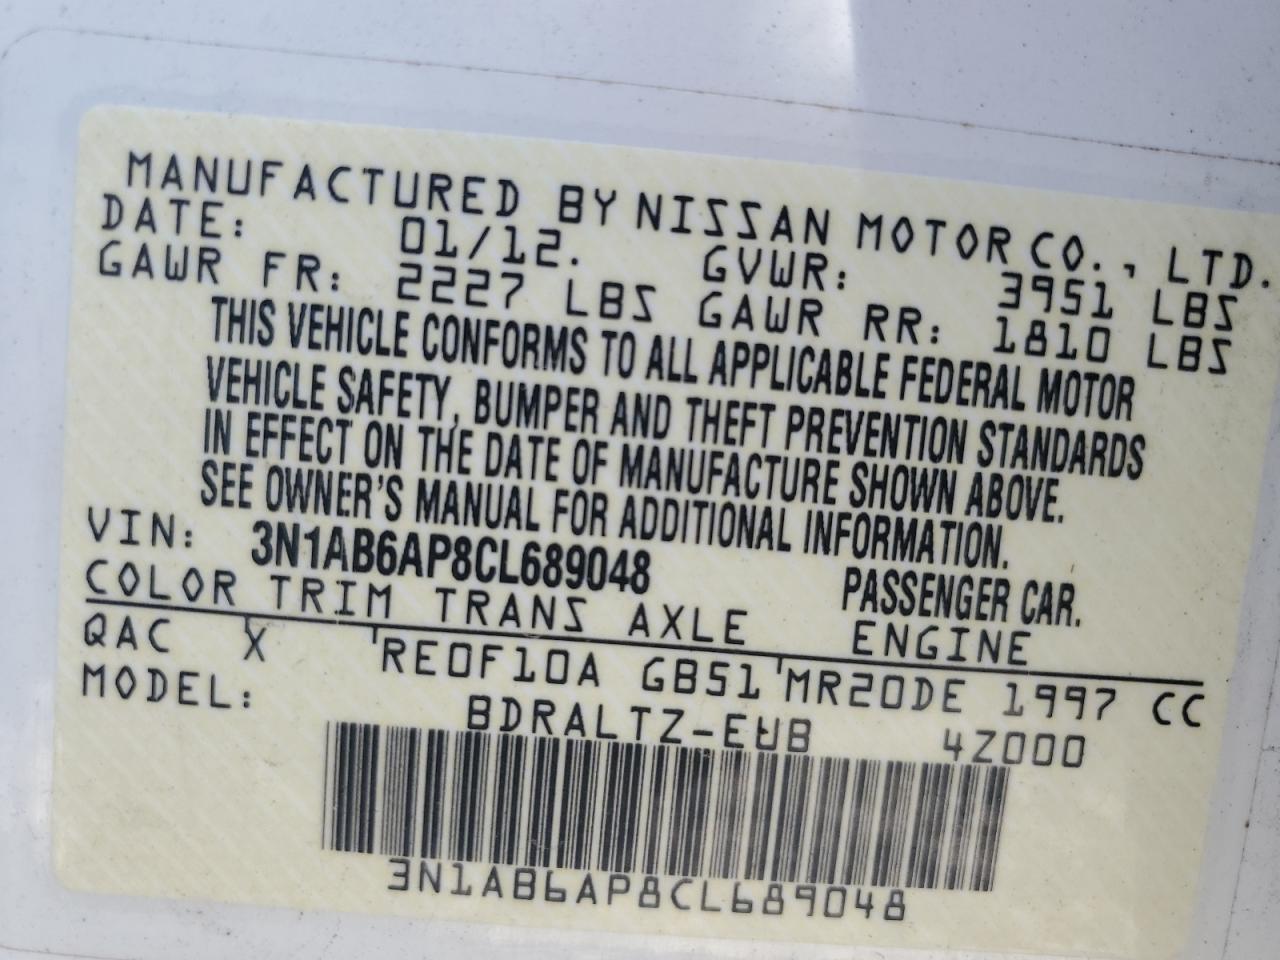 MANUFACTURED BY NISSAN MOTOR CO., LTD.
DATE: 01/12. GVWR: 3951 LBS
GAWR FR: 2227 LBS GAWR RR: 1810 LBS
THIS VEHICLE CONFORMS TO ALL APPLICABLE FEDERAL MOTOR
VEHICLE SAFETY, BUMPER AND THEFT PREVENTION STANDARDS
IN EFFECT ON THE DATE OF MANUFACTURE SHOWN ABOVE.
SEE OWNER'S MANUAL FOR ADDITIONAL INFORMATION.
VIN: 3N1AB6AP8CL689048 PASSENGER CAR.
COLOR TRIM TRANS AXLE ENGINE
QAC X RE0F10A GB51 MR20DE 1997 CC
MODEL: BDRALTZ-EUB 4Z000
3N1AB6AP8CL689048